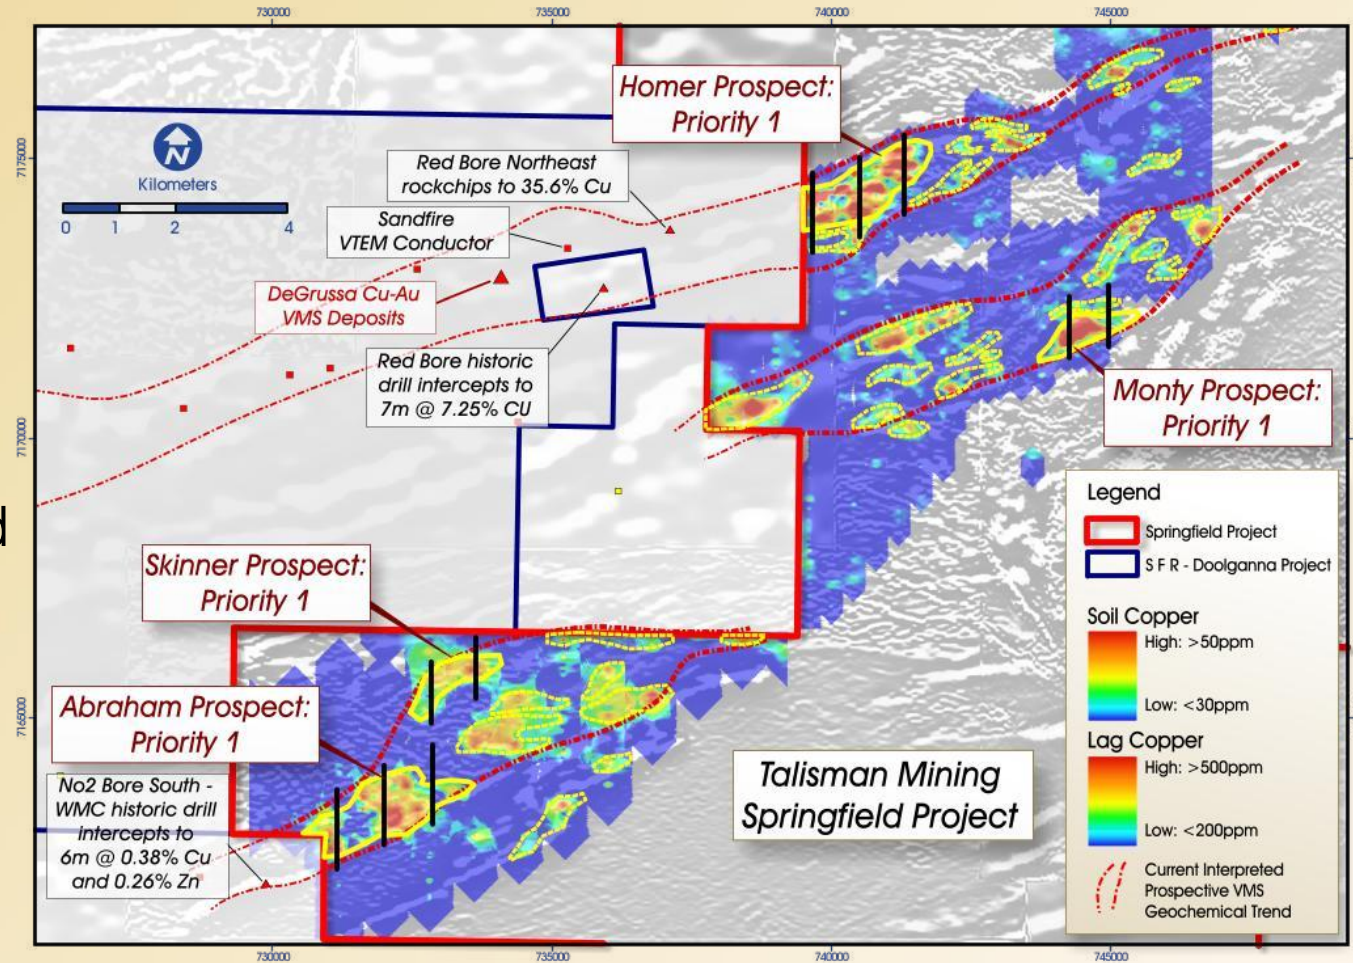 730000
735000
740000
745000
7175000
7170000
7165000
N
Kilometers
0 1 2 4
Homer Prospect:
Priority 1
Red Bore Northeast
rockchips to 35.6% Cu
Sandfire
VTEM Conductor
DeGrussa Cu-Au
VMS Deposits
Red Bore historic
drill intercepts to
7m @ 7.25% CU
Monty Prospect:
Priority 1
d
Skinner Prospect:
Priority 1
Abraham Prospect:
Priority 1
No2 Bore South -
WMC historic drill
intercepts to
6m @ 0.38% Cu
and 0.26% Zn
Talisman Mining
Springfield Project
Legend
Springfield Project
S F R - Doolganna Project
Soil Copper
High: >50ppm
Low: <30ppm
Lag Copper
High: >500ppm
Low: <200ppm
Current Interpreted
Prospective VMS
Geochemical Trend
730000
735000
740000
745000